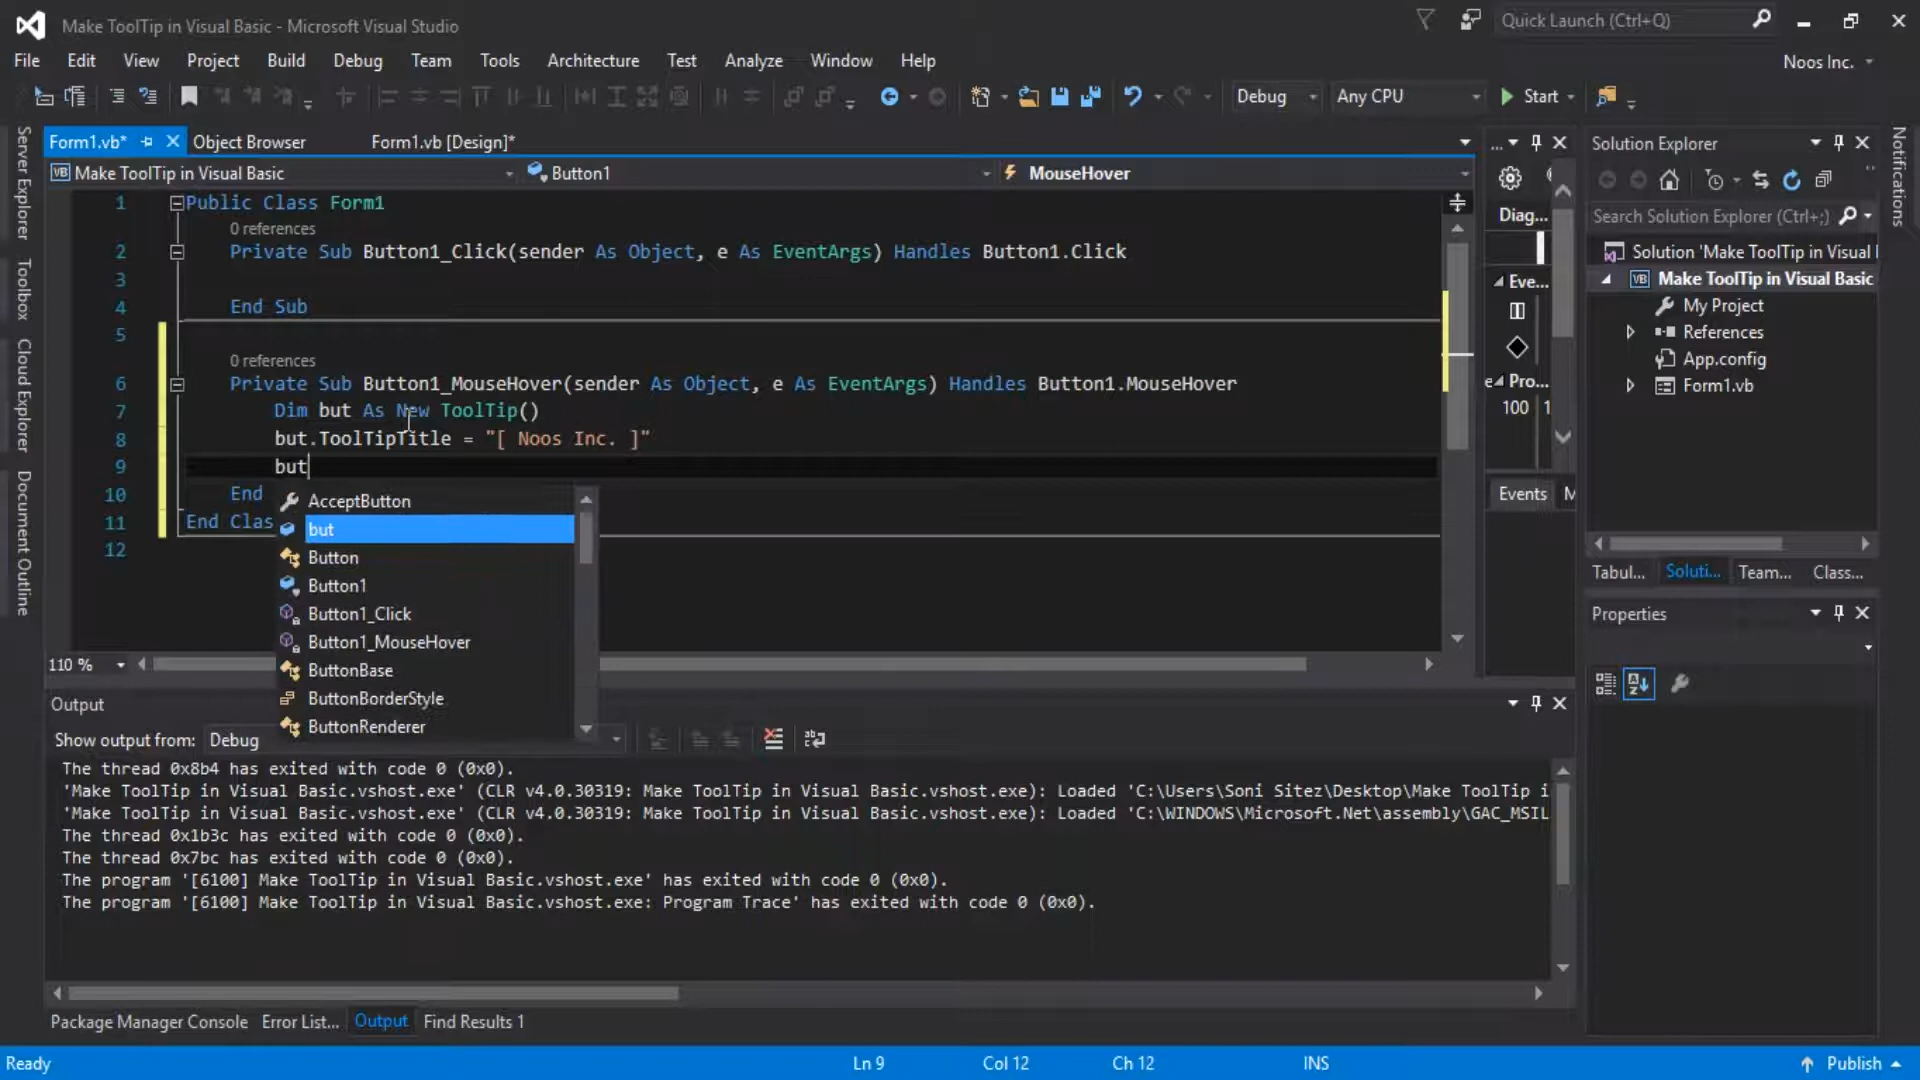 Make ToolTip in Visual Basic - Microsoft Visual Studio
Quick Launch (Ctrl+Q)
File Edit View Project Build Debug Team Tools Architecture Test Analyze Window Help
Noos Inc.
Debug Any CPU Start
Form1.vb* Object Browser Form1.vb [Design]*
Make ToolTip in Visual Basic Button1 MouseHover
1 Public Class Form1
0 references
2 Private Sub Button1_Click(sender As Object, e As EventArgs) Handles Button1.Click
3
4 End Sub
5
0 references
6 Private Sub Button1_MouseHover(sender As Object, e As EventArgs) Handles Button1.MouseHover
7 Dim but As New ToolTip()
8 but.ToolTipTitle = "[ Noos Inc. ]"
9 but
10 End
11 End Clas
12
AcceptButton
but
Button
Button1
Button1_Click
Button1_MouseHover
ButtonBase
ButtonBorderStyle
ButtonRenderer
110 %
Server Explorer
Toolbox
Cloud Explorer
Document Outline
...
Diag...
Eve...
Pro...
100 1
Events M
Solution Explorer
Search Solution Explorer (Ctrl+;)
Solution 'Make ToolTip in Visual
VB Make ToolTip in Visual Basic
My Project
References
App.config
Form1.vb
Tabul... Soluti... Team... Class...
Properties
Notifications
Output
Show output from: Debug
The thread 0x8b4 has exited with code 0 (0x0).
'Make ToolTip in Visual Basic.vshost.exe' (CLR v4.0.30319: Make ToolTip in Visual Basic.vshost.exe): Loaded 'C:\Users\Soni Sitez\Desktop\Make ToolTip i
'Make ToolTip in Visual Basic.vshost.exe' (CLR v4.0.30319: Make ToolTip in Visual Basic.vshost.exe): Loaded 'C:\WINDOWS\Microsoft.Net\assembly\GAC_MSIL
The thread 0x1b3c has exited with code 0 (0x0).
The thread 0x7bc has exited with code 0 (0x0).
The program '[6100] Make ToolTip in Visual Basic.vshost.exe' has exited with code 0 (0x0).
The program '[6100] Make ToolTip in Visual Basic.vshost.exe: Program Trace' has exited with code 0 (0x0).
Package Manager Console Error List... Output Find Results 1
Ready Ln 9 Col 12 Ch 12 INS Publish